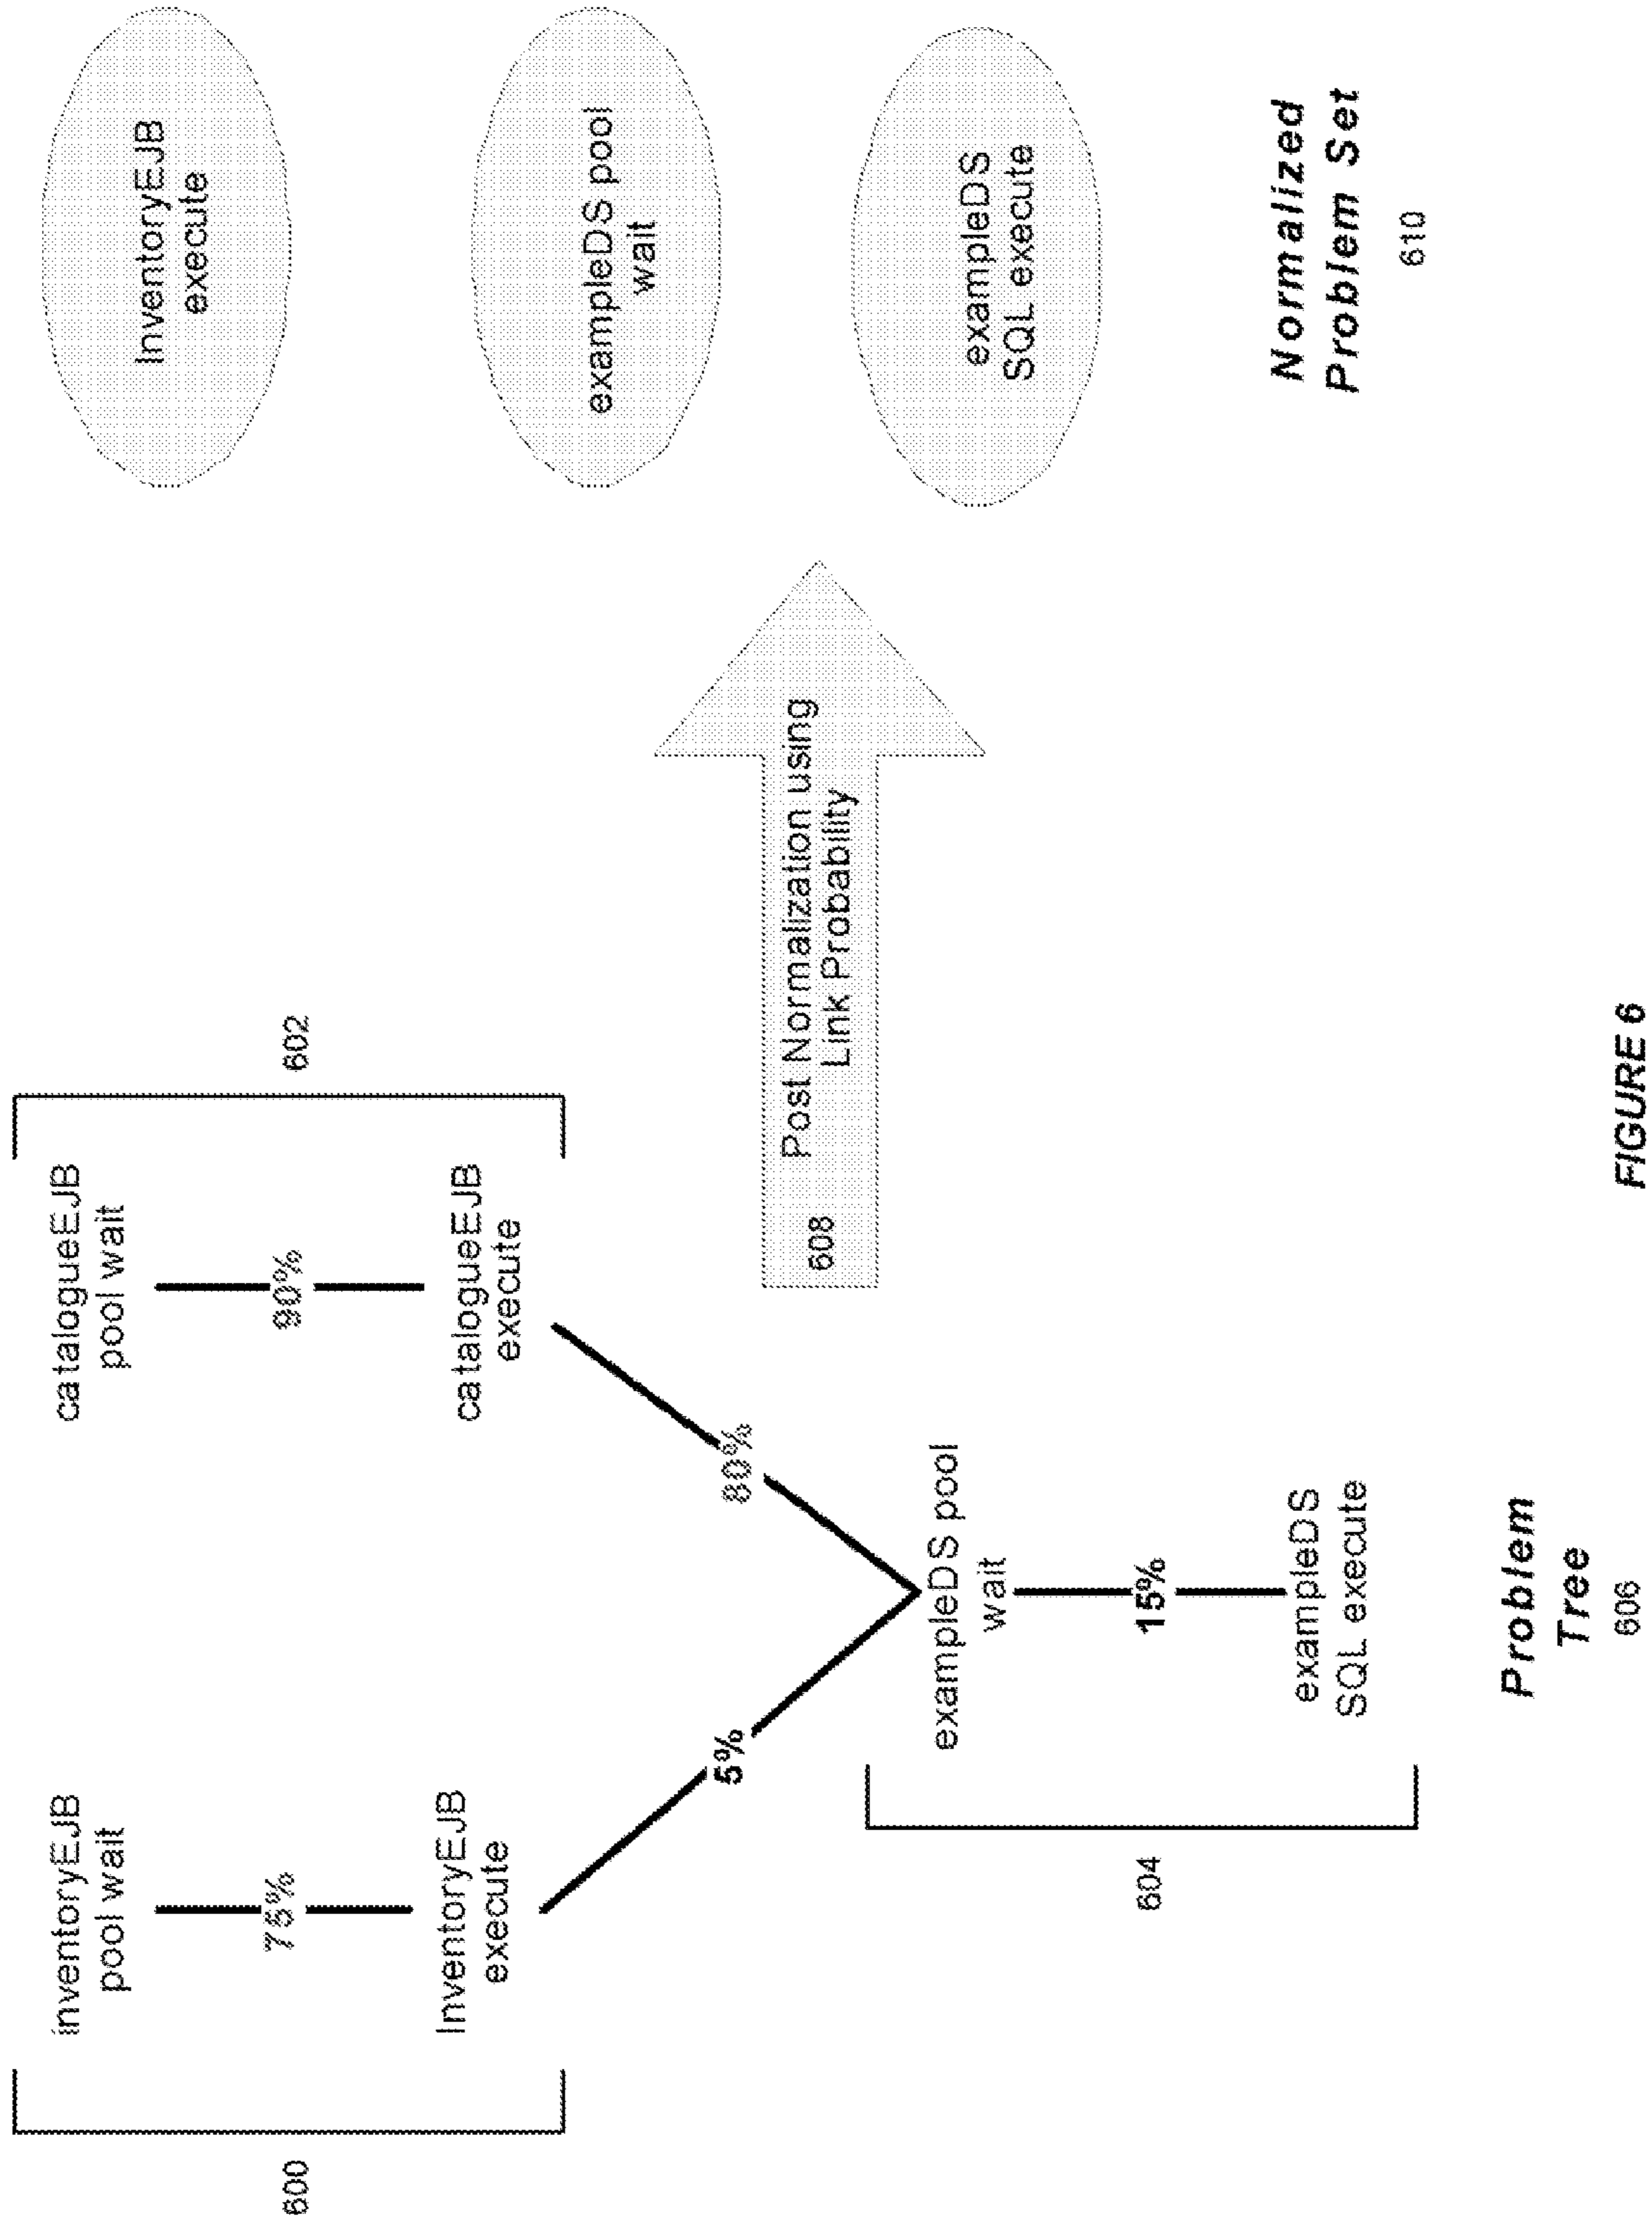 inventoryEJB
pool wait
75%
InventoryEJB
execute
600
catalogueEJB
pool wait
90%
catalogueEJB
execute
602
5%
80%
exampleDS pool
wait
15%
exampleDS
SQL execute
604
Problem
Tree
606
608
Post Normalization using
Link Probability
InventoryEJB
execute
exampleDS pool
wait
exampleDS
SQL execute
Normalized
Problem Set
610
FIGURE 6